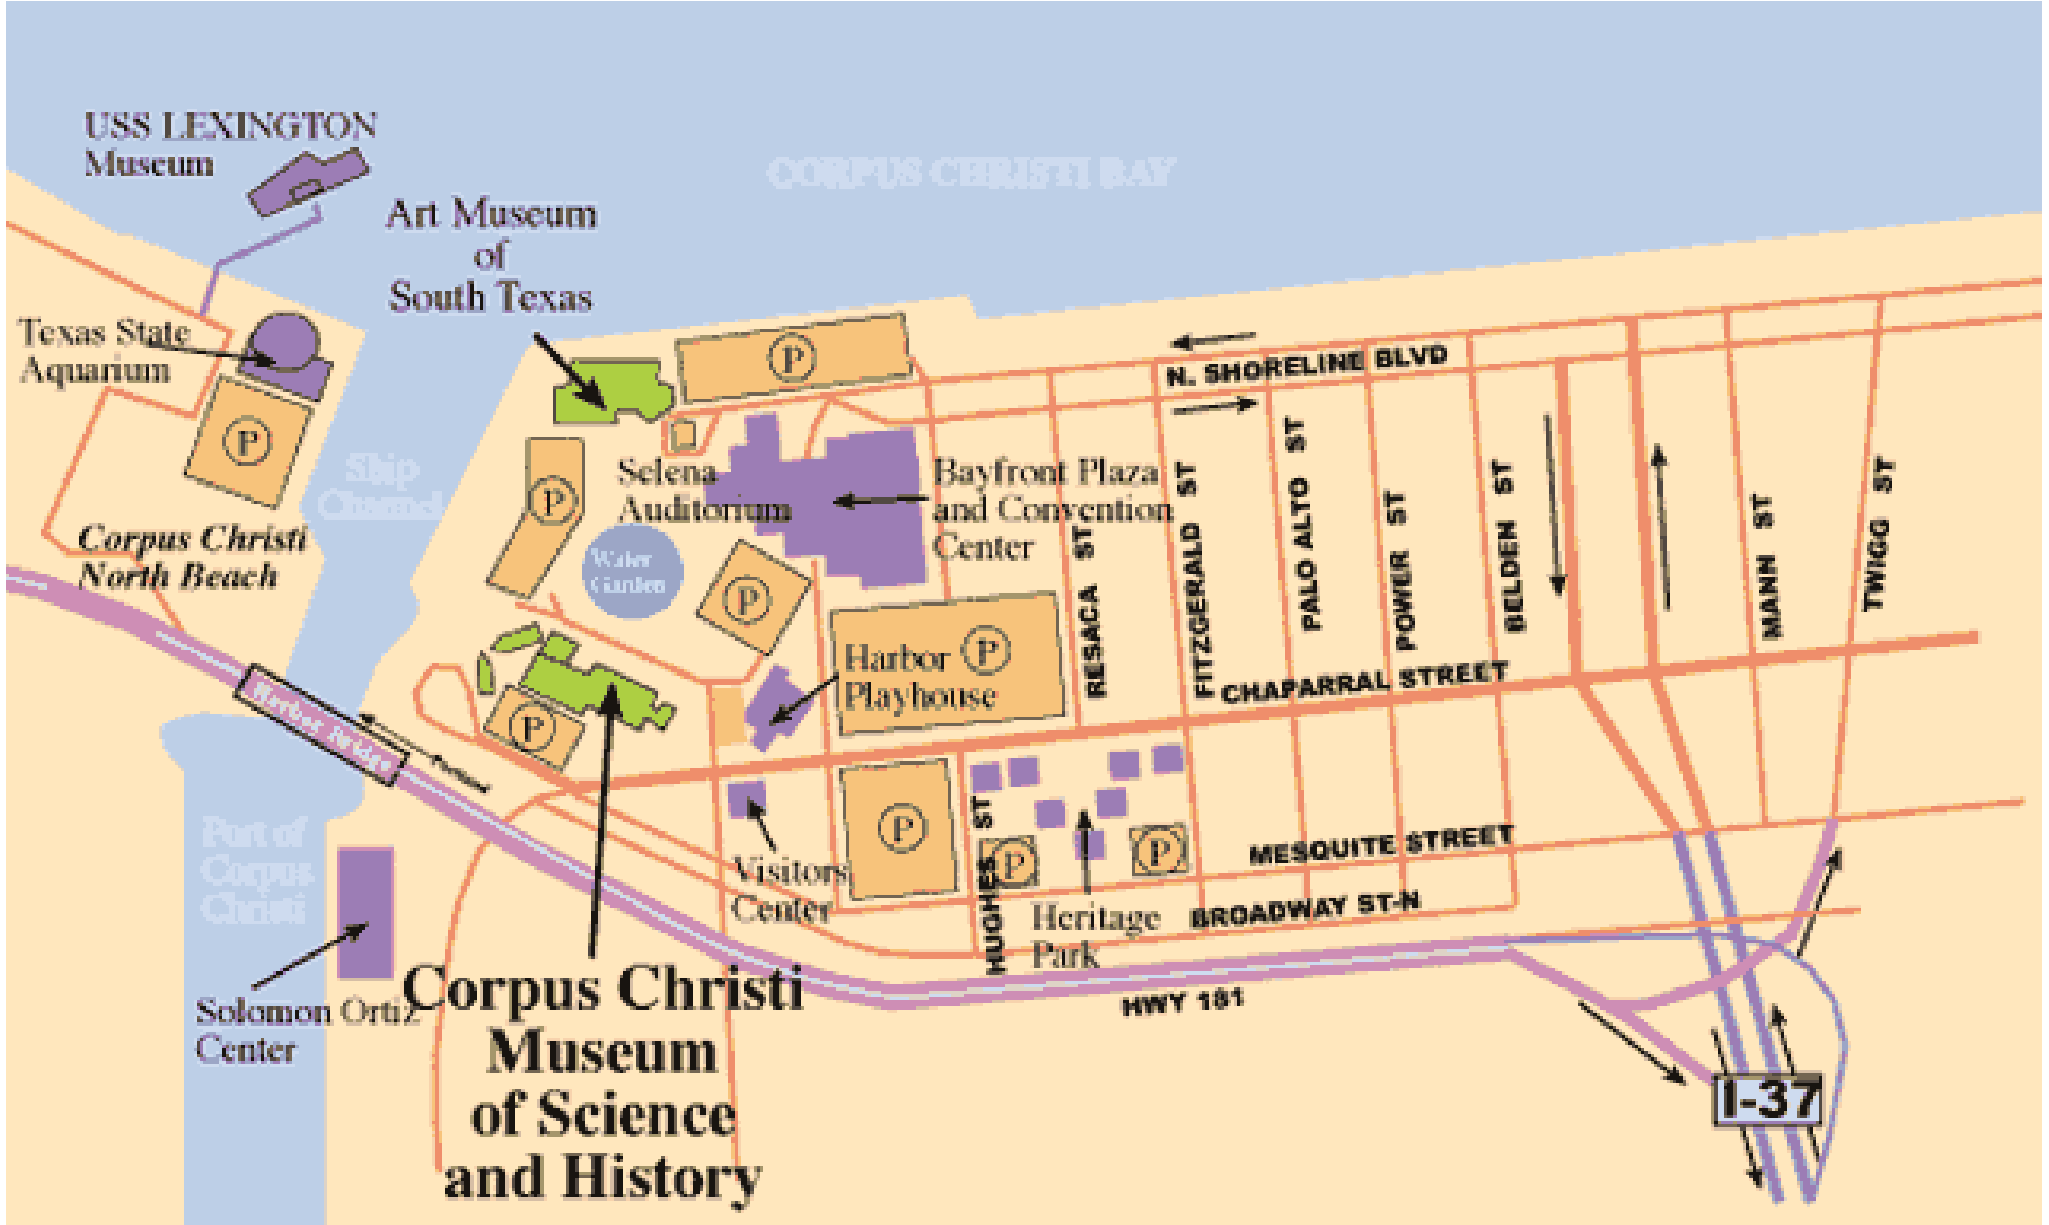 USS LEXINGTON
Museum
CORPUS CHRISTI BAY
Art Museum
of
South Texas
Texas State
Aquarium
P
P
N. SHORELINE BLVD
P
Ship
Channel
P
Selena
Auditorium
Bayfront Plaza
and Convention
Center
Corpus Christi
North Beach
Water
Garden
P
RESACA ST
FITZGERALD ST
PALO ALTO ST
POWER ST
BELDEN ST
MANN ST
TWIGG ST
Harbor
Playhouse
P
CHAPARRAL STREET
P
Harbor Bridge
Portland
Port of
Corpus
Christi
Visitors
Center
P
HUGHES ST
P
P
MESQUITE STREET
Heritage
Park
BROADWAY ST-N
Solomon Ortiz
Center
Corpus Christi
Museum
of Science
and History
HWY 181
I-37